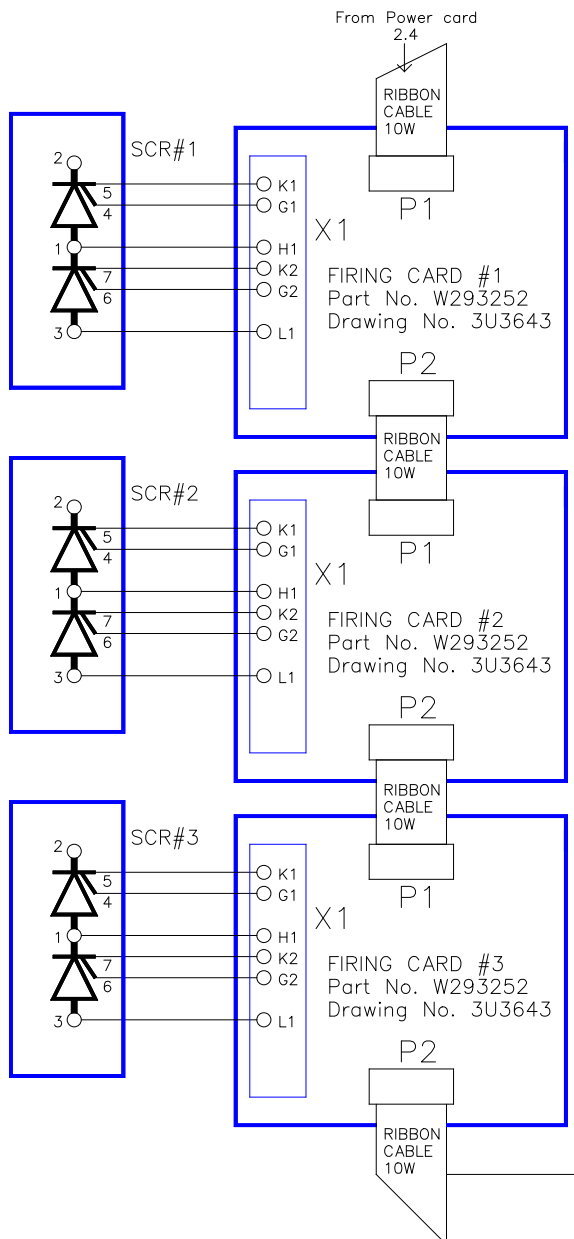 From Power card
2.4
RIBBON
CABLE
10W
P1
SCR#1
2
5
4
1
7
6
3
K1
G1
H1
K2
G2
L1
X1
FIRING CARD #1
Part No. W293252
Drawing No. 3U3643
P2
RIBBON
CABLE
10W
P1
SCR#2
2
5
4
1
7
6
3
K1
G1
H1
K2
G2
L1
X1
FIRING CARD #2
Part No. W293252
Drawing No. 3U3643
P2
RIBBON
CABLE
10W
P1
SCR#3
2
5
4
1
7
6
3
K1
G1
H1
K2
G2
L1
X1
FIRING CARD #3
Part No. W293252
Drawing No. 3U3643
P2
RIBBON
CABLE
10W